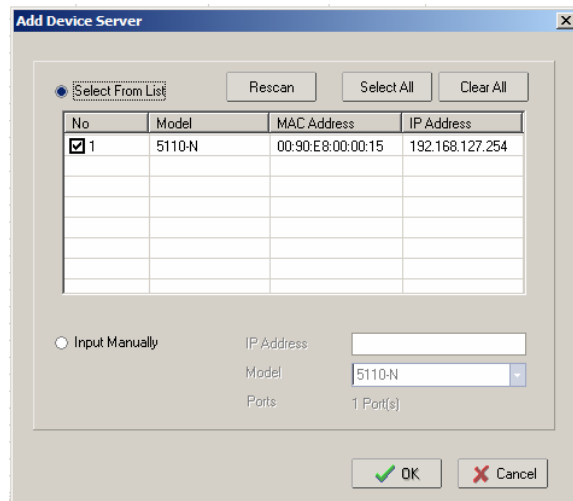 Add Device Server
Select From List Rescan Select All Clear All
No Model MAC Address IP Address
1 5110-N 00:90:E8:00:00:15 192.168.127.254
Input Manually IP Address
Model 5110-N
Ports 1 Port(s)
OK Cancel